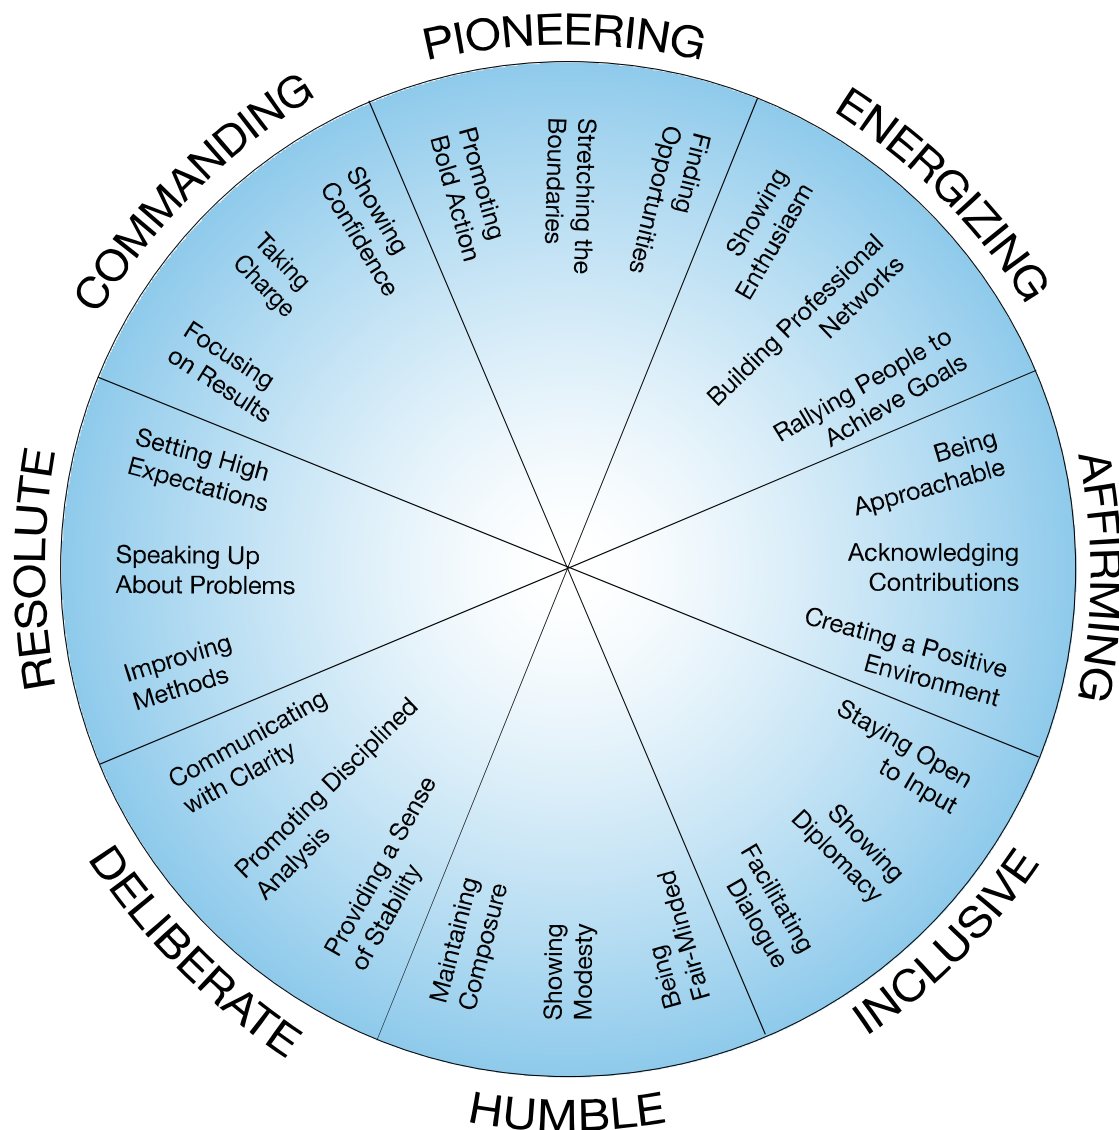 PIONEERING
Promoting
Bold Action
Stretching the
Boundaries
Finding
Opportunities
ENERGIZING
Showing
Enthusiasm
Building Professional
Networks
Rallying People to
Achieve Goals
AFFIRMING
Being
Approachable
Acknowledging
Contributions
Creating a Positive
Environment
INCLUSIVE
Staying Open
to Input
Showing
Diplomacy
Facilitating
Dialogue
HUMBLE
Being
Fair-Minded
Showing
Modesty
Maintaining
Composure
DELIBERATE
Providing a Sense
of Stability
Promoting Disciplined
Analysis
Communicating
with Clarity
RESOLUTE
Improving
Methods
Speaking Up
About Problems
Setting High
Expectations
COMMANDING
Focusing
on Results
Taking
Charge
Showing
Confidence